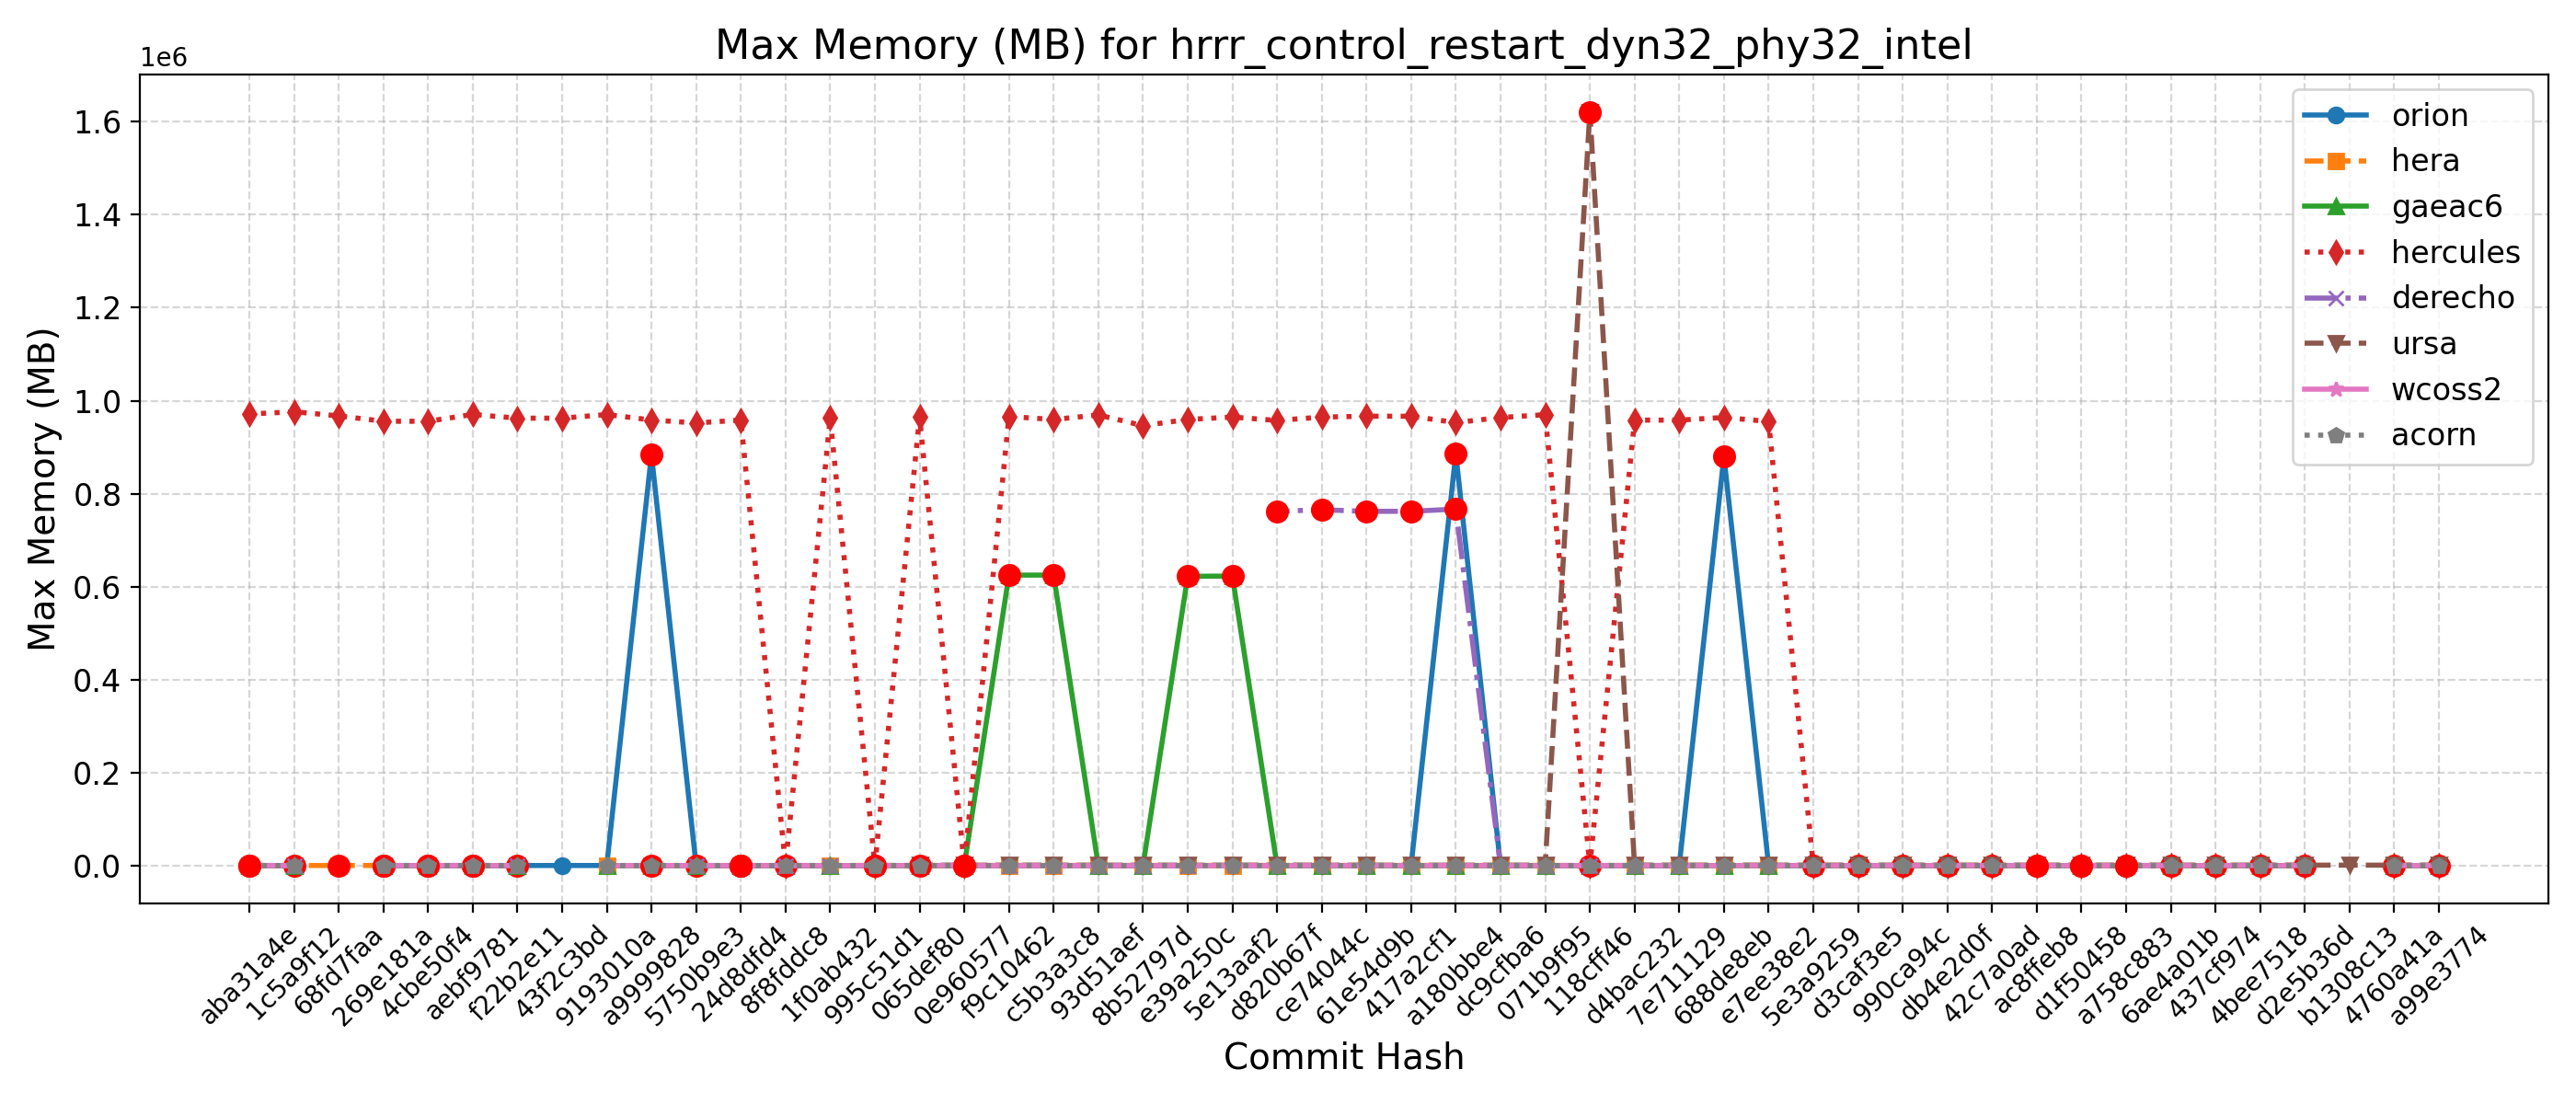 Max Memory (MB) for hrrr_control_restart_dyn32_phy32_intel
1e6
1.6
1.4
1.2
1.0
0.8
0.6
0.4
0.2
0.0
Max Memory (MB)
orion
hera
gaeac6
hercules
derecho
ursa
wcoss2
acorn
aba31a4e
1c5a9f12
68fd7faa
269e181a
4cbe50f4
aebf9781
f22b2e11
43f2c3bd
9193010a
a9999828
5750b9e3
24d8dfd4
8f8fddc8
1f0ab432
995c51d1
065def80
0e960577
f9c10462
c5b3a3c8
93d51aef
8b52797d
e39a250c
5e13aaf2
d820b67f
ce74044c
61e54d9b
417a2cf1
a180bbe4
dc9cfba6
071b9f95
118cff46
d4bac232
7e711129
688de8eb
e7ee38e2
5e3a9259
d3caf3e5
990ca94c
db4e2d0f
42c7a0ad
ac8ffeb8
d1f50458
a758c883
6ae4a01b
437cf974
4bee7518
d2e5b36d
b1308c13
4760a41a
a99e3774
Commit Hash